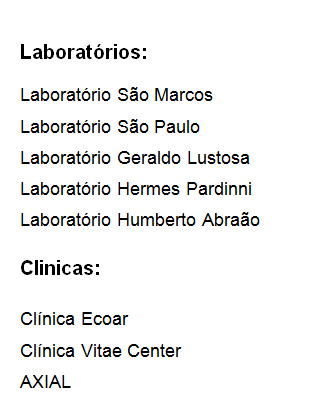 Laboratórios:
Laboratório São Marcos
Laboratório São Paulo
Laboratório Geraldo Lustosa
Laboratório Hermes Pardinni
Laboratório Humberto Abraão
Clinicas:
Clínica Ecoar
Clínica Vitae Center
AXIAL